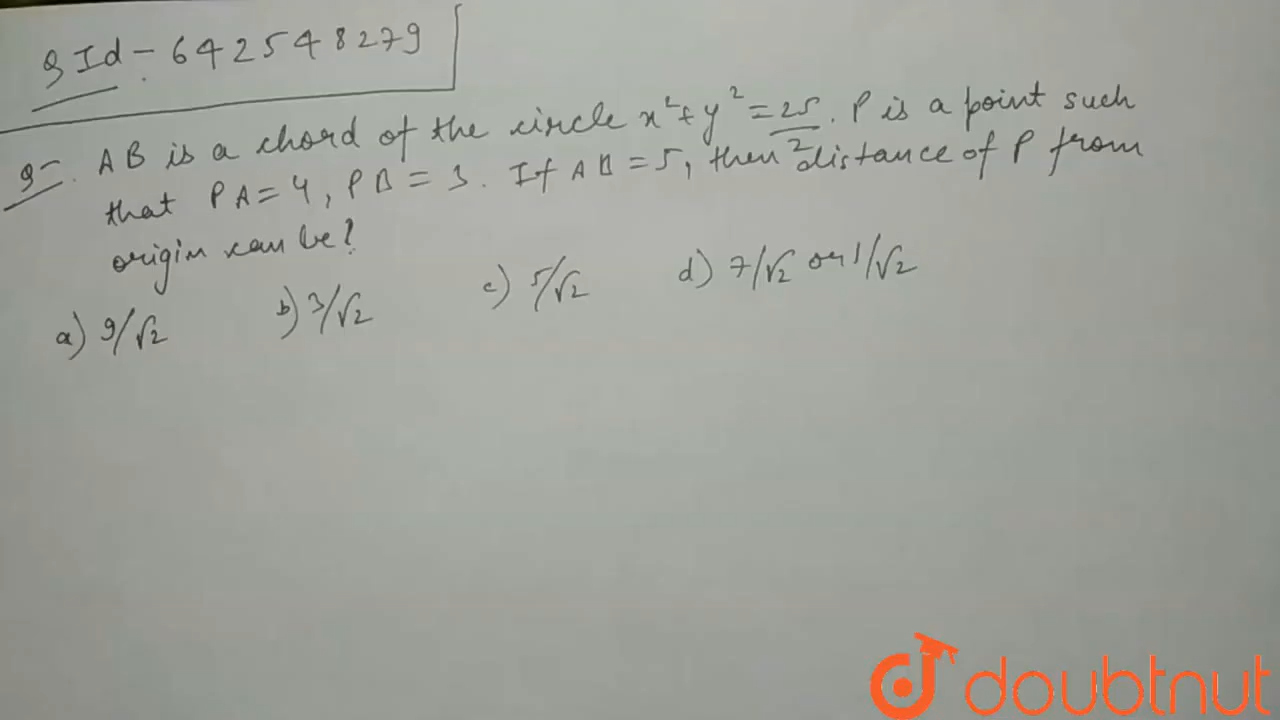 QId - 642548279
Q-. AB is a chord of the circle x²+y²=25/2. P is a point such
that PA=4, PB=3. If AB=5, then distance of P from
origin can be?
a) 9/√2 b) 3/√2 c) 5/√2 d) 7/√2 or 1/√2
doubtnut